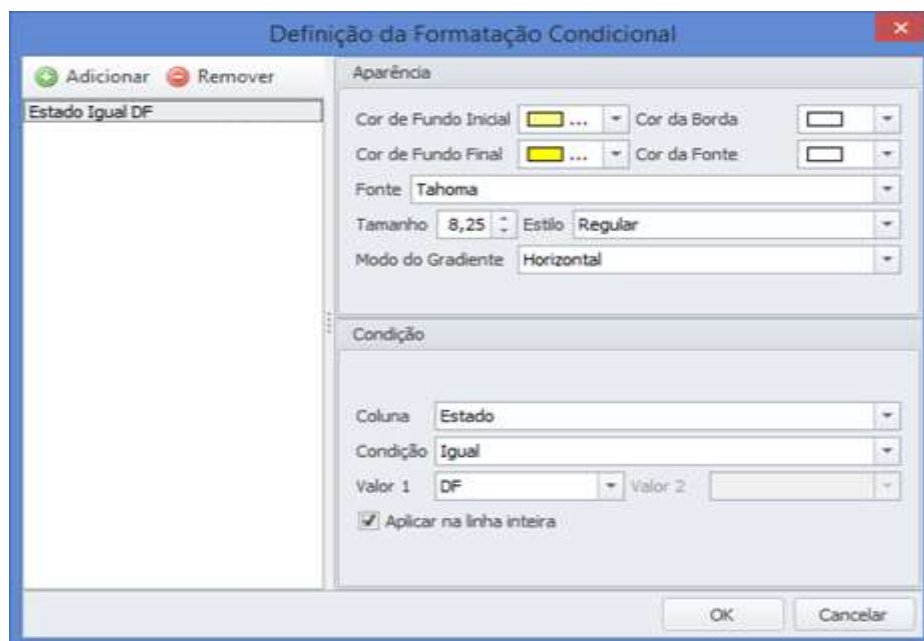 Definição da Formatação Condicional
Adicionar Remover
Estado Igual DF
Aparência
Cor de Fundo Inicial ... Cor da Borda
Cor de Fundo Final ... Cor da Fonte
Fonte Tahoma
Tamanho 8,25 Estilo Regular
Modo do Gradiente Horizontal
Condição
Coluna Estado
Condição Igual
Valor 1 DF Valor 2
Aplicar na linha inteira
OK Cancelar